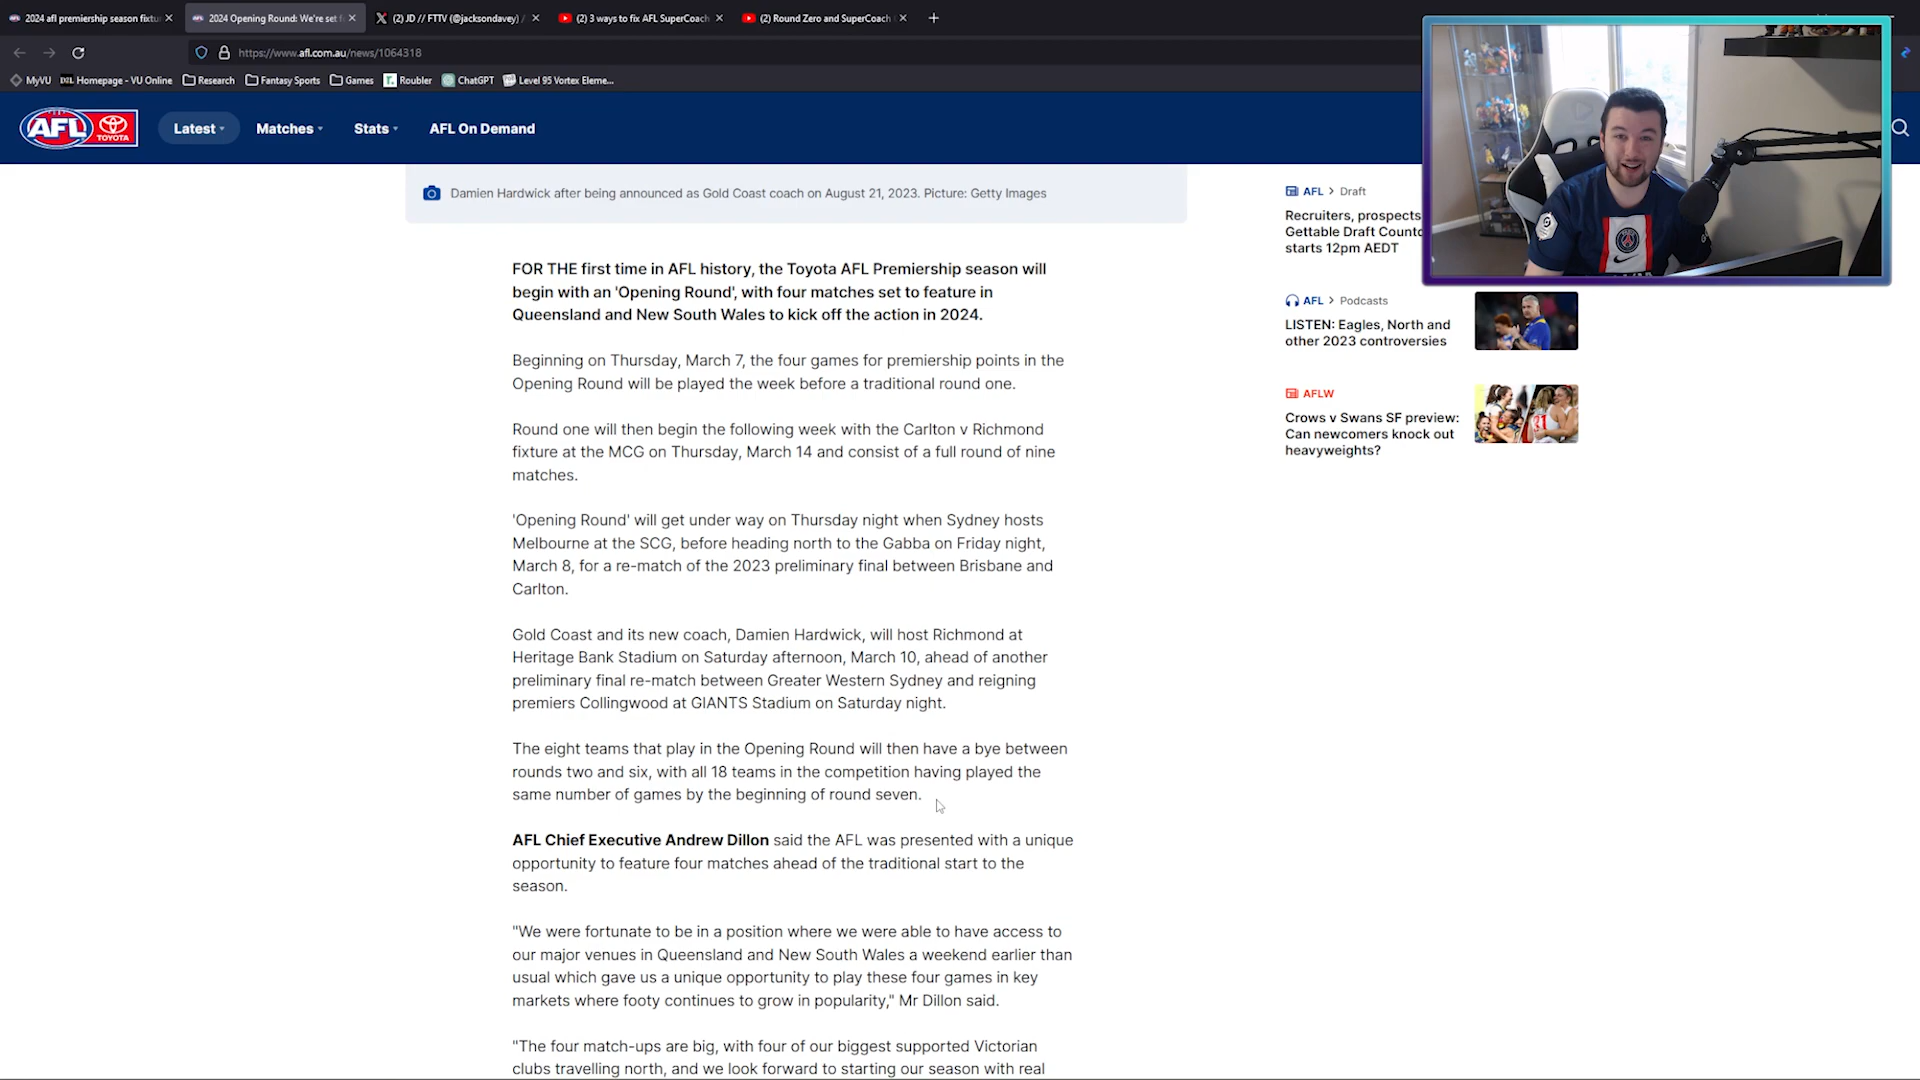 2024 afl premiership season fixtu
2024 Opening Round: We're set f
(2) JD // FTTV (@jacksondavey) /
(2) 3 ways to fix AFL SuperCoach
(2) Round Zero and SuperCoach
https://www.afl.com.au/news/1064318
MyVU
D2L Homepage - VU Online
Research
Fantasy Sports
Games
Roubler
ChatGPT
Level 95 Vortex Eleme...
AFL TOYOTA
Latest
Matches
Stats
AFL On Demand
Damien Hardwick after being announced as Gold Coast coach on August 21, 2023. Picture: Getty Images
FOR THE first time in AFL history, the Toyota AFL Premiership season will
begin with an 'Opening Round', with four matches set to feature in
Queensland and New South Wales to kick off the action in 2024.
Beginning on Thursday, March 7, the four games for premiership points in the
Opening Round will be played the week before a traditional round one.
Round one will then begin the following week with the Carlton v Richmond
fixture at the MCG on Thursday, March 14 and consist of a full round of nine
matches.
'Opening Round' will get under way on Thursday night when Sydney hosts
Melbourne at the SCG, before heading north to the Gabba on Friday night,
March 8, for a re-match of the 2023 preliminary final between Brisbane and
Carlton.
Gold Coast and its new coach, Damien Hardwick, will host Richmond at
Heritage Bank Stadium on Saturday afternoon, March 10, ahead of another
preliminary final re-match between Greater Western Sydney and reigning
premiers Collingwood at GIANTS Stadium on Saturday night.
The eight teams that play in the Opening Round will then have a bye between
rounds two and six, with all 18 teams in the competition having played the
same number of games by the beginning of round seven.
AFL Chief Executive Andrew Dillon said the AFL was presented with a unique
opportunity to feature four matches ahead of the traditional start to the
season.
"We were fortunate to be in a position where we were able to have access to
our major venues in Queensland and New South Wales a weekend earlier than
usual which gave us a unique opportunity to play these four games in key
markets where footy continues to grow in popularity," Mr Dillon said.
"The four match-ups are big, with four of our biggest supported Victorian
clubs travelling north, and we look forward to starting our season with real
AFL > Draft
Recruiters, prospects
Gettable Draft Countd
starts 12pm AEDT
AFL > Podcasts
LISTEN: Eagles, North and
other 2023 controversies
AFLW
Crows v Swans SF preview:
Can newcomers knock out
heavyweights?